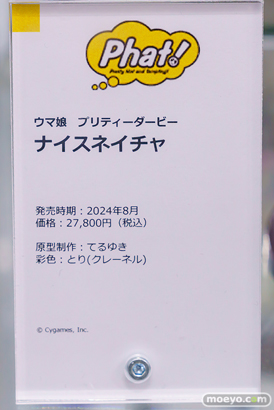 Phat!
Pretty Hot and Tempting!
ウマ娘　プリティーダービー
ナイスネイチャ
発売時期：2024年8月
価格：27,800円（税込）
原型制作：てるゆき
彩色：とり(クレーネル)
© Cygames, Inc.
moeyo.com